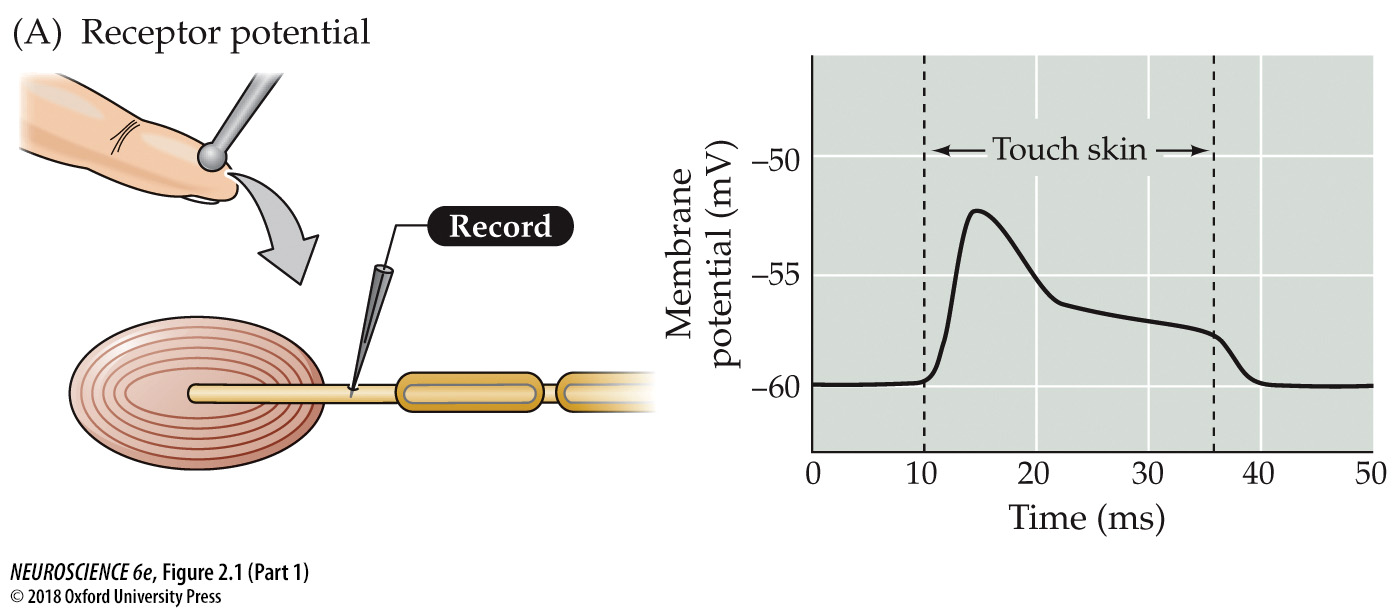 (A) Receptor potential
Record
Membrane
potential (mV)
–50
–55
–60
Touch skin
0 10 20 30 40 50
Time (ms)
NEUROSCIENCE 6e, Figure 2.1 (Part 1)
© 2018 Oxford University Press